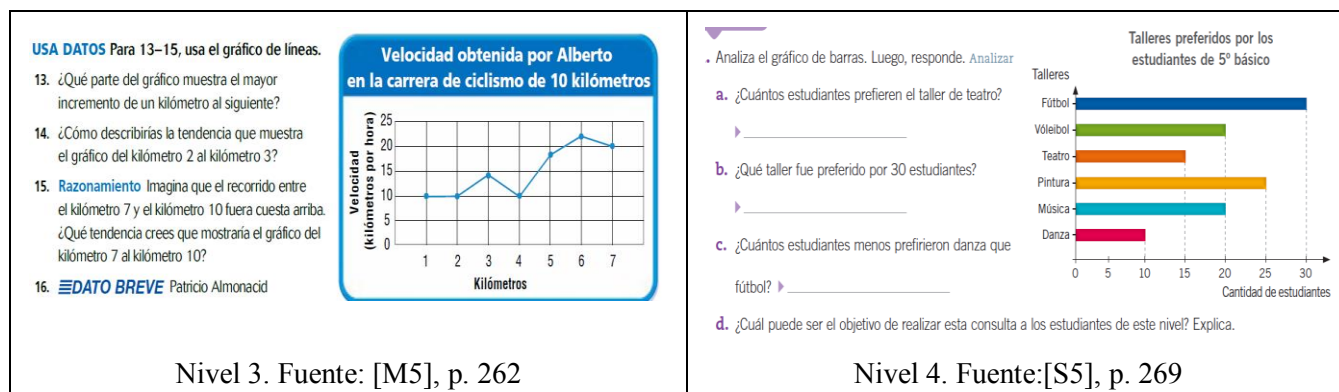 USA DATOS Para 13–15, usa el gráfico de líneas.
13. ¿Qué parte del gráfico muestra el mayor
incremento de un kilómetro al siguiente?
14. ¿Cómo describirías la tendencia que muestra
el gráfico del kilómetro 2 al kilómetro 3?
15. Razonamiento Imagina que el recorrido entre
el kilómetro 7 y el kilómetro 10 fuera cuesta arriba.
¿Qué tendencia crees que mostraría el gráfico del
kilómetro 7 al kilómetro 10?
16. DATO BREVE Patricio Almonacid
Velocidad obtenida por Alberto
en la carrera de ciclismo de 10 kilómetros
Velocidad
(kilómetros por hora)
25
20
15
10
5
0
1 2 3 4 5 6 7
Kilómetros
Nivel 3. Fuente: [M5], p. 262
. Analiza el gráfico de barras. Luego, responde. Analizar
a. ¿Cuántos estudiantes prefieren el taller de teatro?
b. ¿Qué taller fue preferido por 30 estudiantes?
c. ¿Cuántos estudiantes menos prefirieron danza que
fútbol?
d. ¿Cuál puede ser el objetivo de realizar esta consulta a los estudiantes de este nivel? Explica.
Talleres preferidos por los
estudiantes de 5º básico
Talleres
Fútbol
Vóleibol
Teatro
Pintura
Música
Danza
0 5 10 15 20 25 30
Cantidad de estudiantes
Nivel 4. Fuente:[S5], p. 269